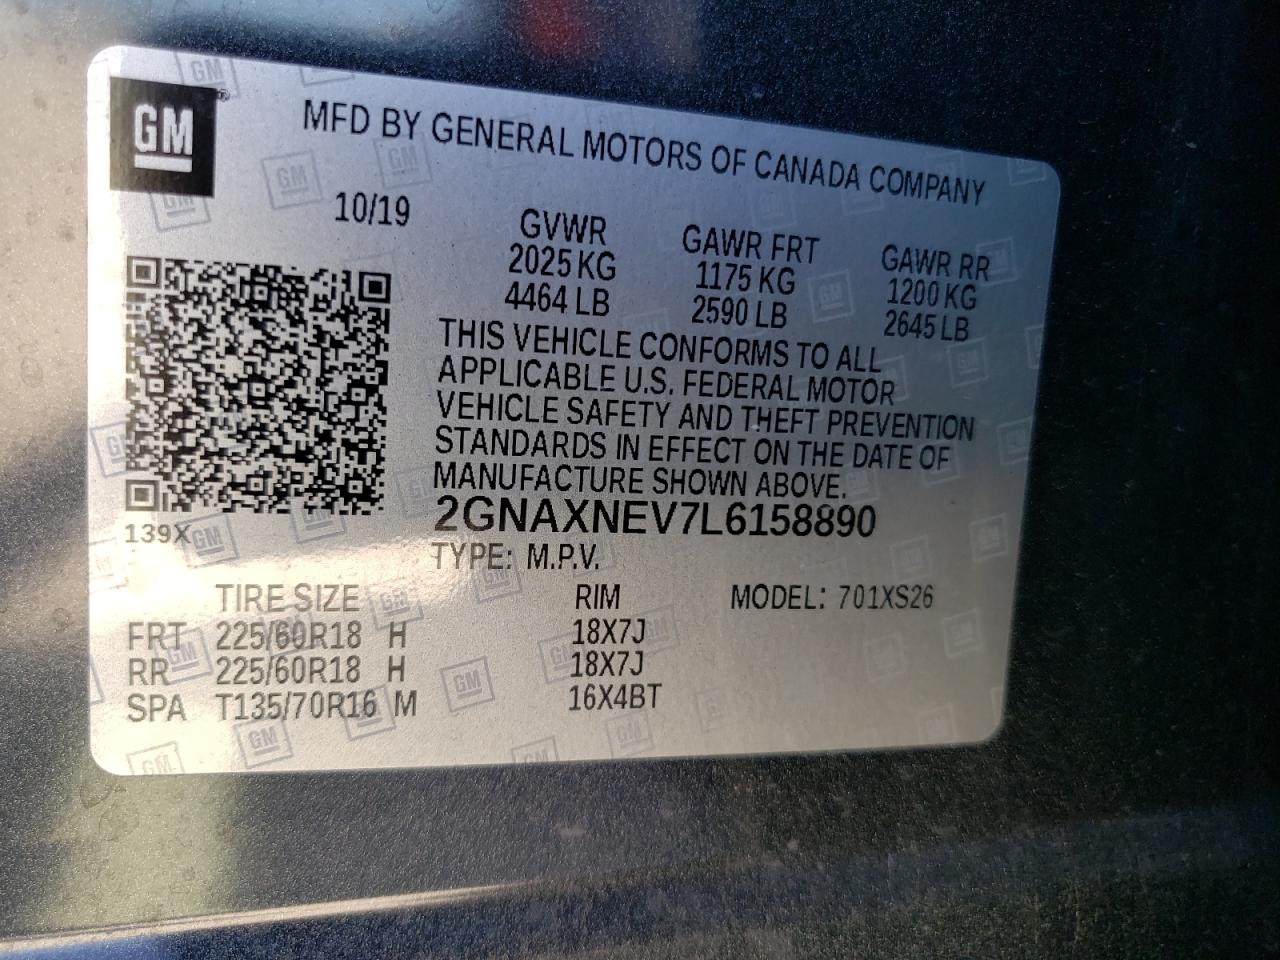 GM
MFD BY GENERAL MOTORS OF CANADA COMPANY
10/19
GVWR GAWR FRT GAWR RR
2025 KG 1175 KG 1200 KG
4464 LB 2590 LB 2645 LB
THIS VEHICLE CONFORMS TO ALL
APPLICABLE U.S. FEDERAL MOTOR
VEHICLE SAFETY AND THEFT PREVENTION
STANDARDS IN EFFECT ON THE DATE OF
MANUFACTURE SHOWN ABOVE.
139X
2GNAXNEV7L6158890
TYPE: M.P.V.
TIRE SIZE RIM MODEL: 701XS26
FRT 225/60R18 H 18X7J
RR 225/60R18 H 18X7J
SPA T135/70R16 M 16X4BT